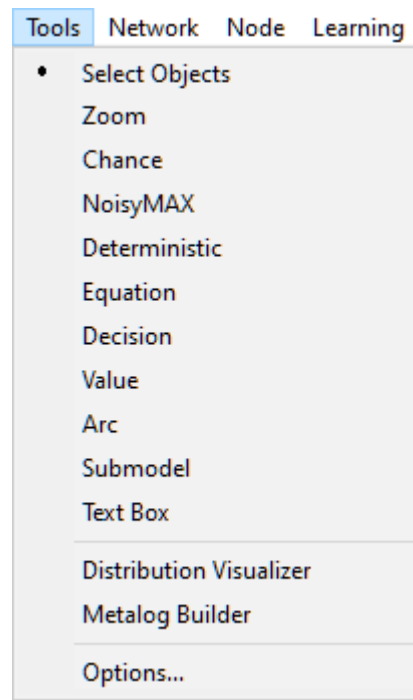 Tools Network Node Learning
Select Objects
Zoom
Chance
NoisyMAX
Deterministic
Equation
Decision
Value
Arc
Submodel
Text Box
Distribution Visualizer
Metalog Builder
Options...